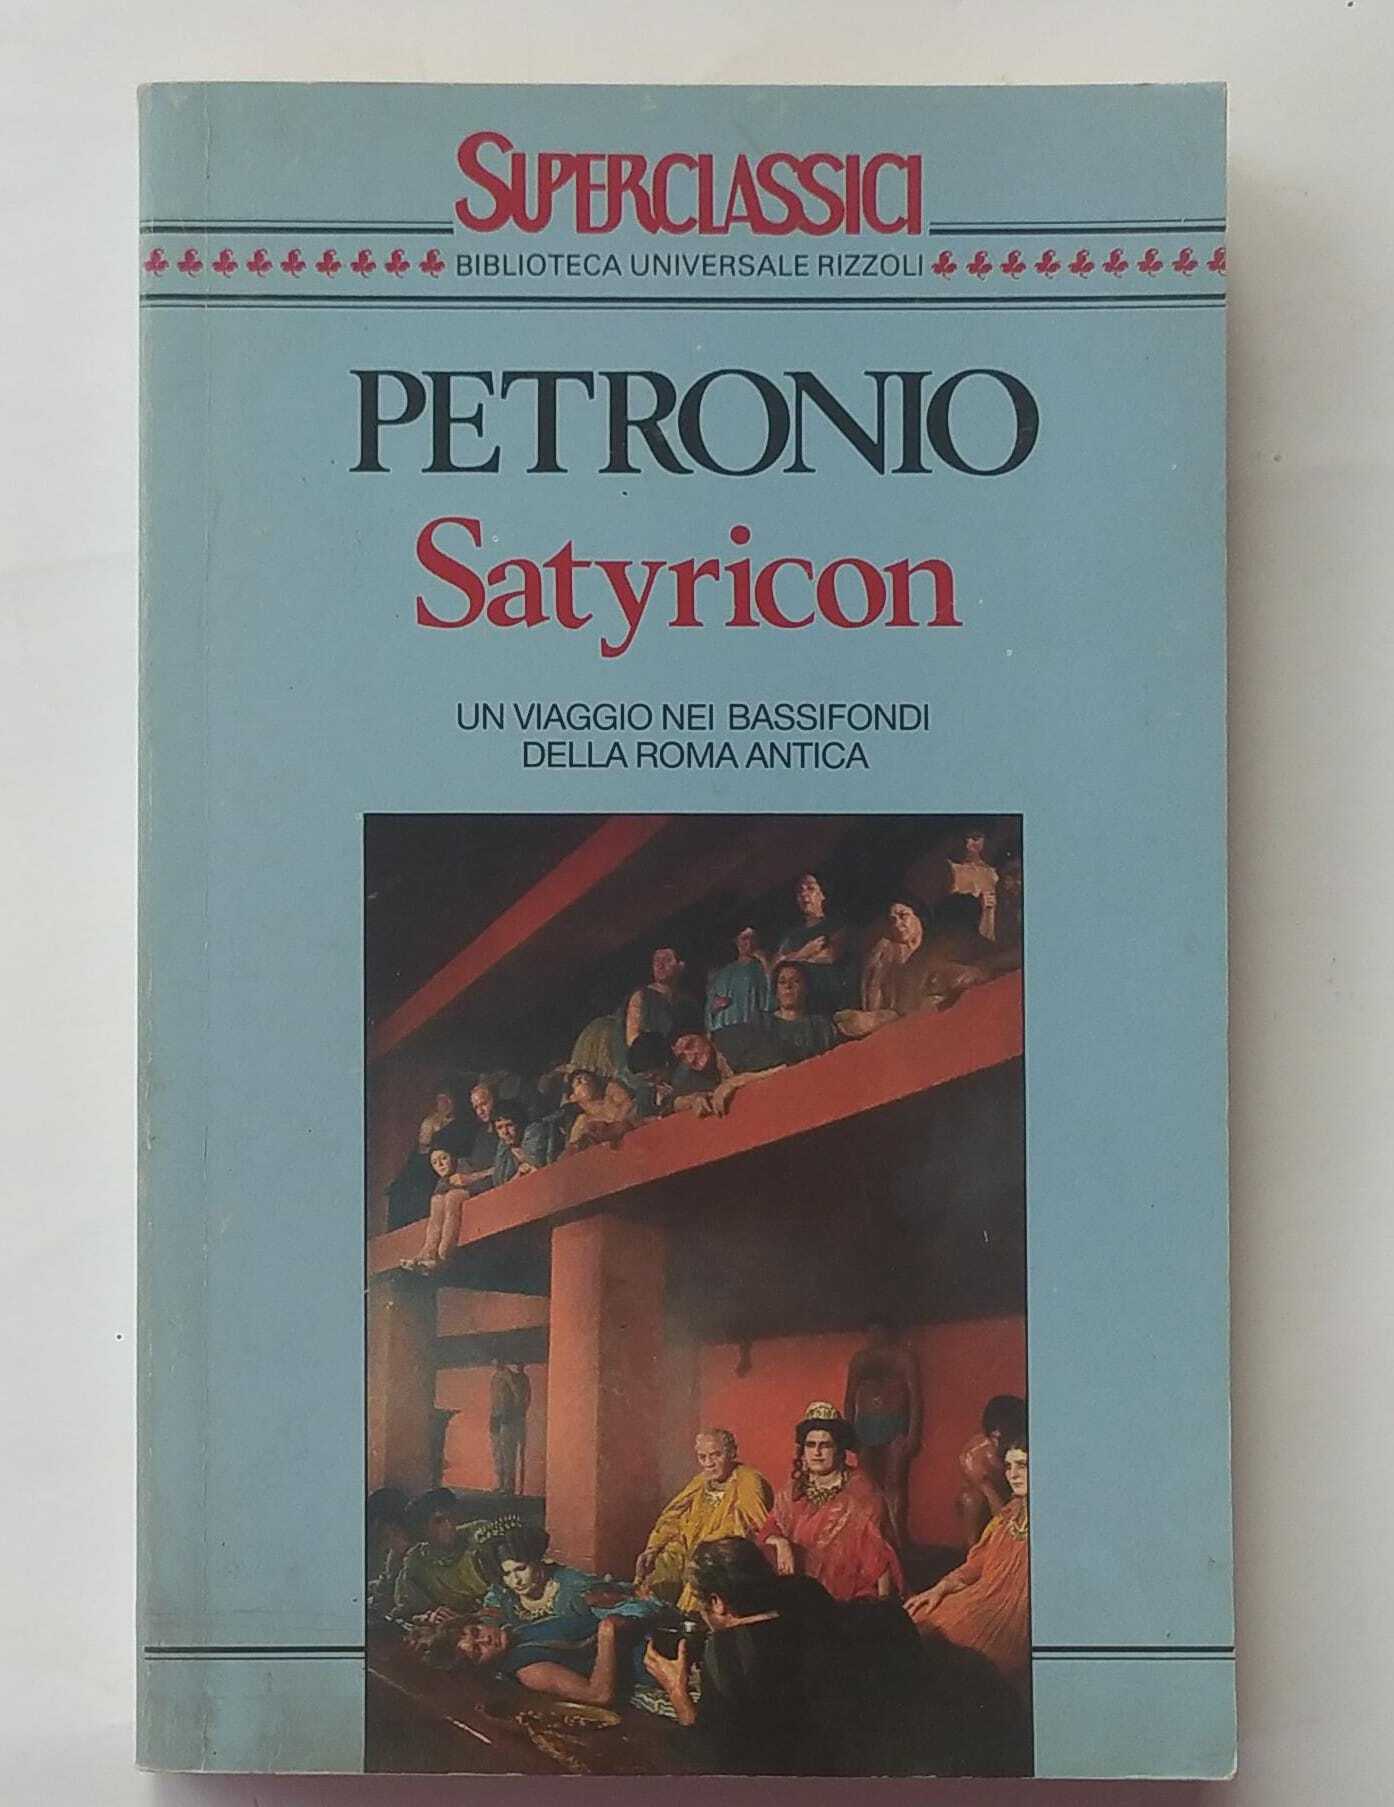 SUPERCLASSICI
BIBLIOTECA UNIVERSALE RIZZOLI
PETRONIO
Satyricon
UN VIAGGIO NEI BASSIFONDI
DELLA ROMA ANTICA